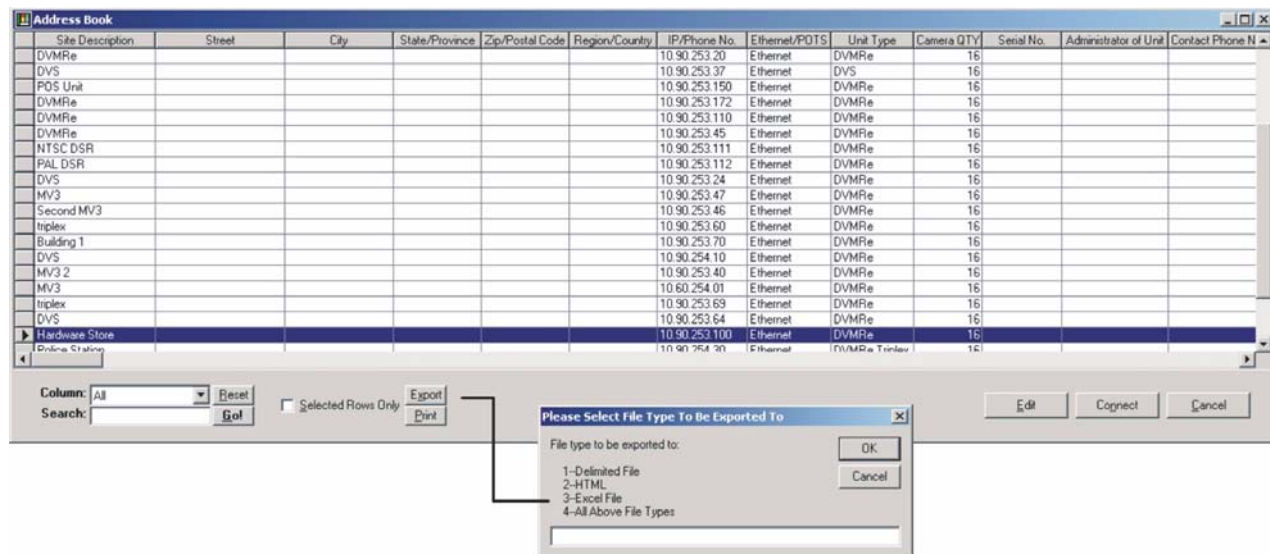 Address Book
Site Description Street City State/Province Zip/Postal Code Region/Country IP/Phone No. Ethernet/POTS Unit Type Camera QTY Serial No. Administrator of Unit Contact Phone N
DVMRe 10.90.253.20 Ethernet DVMRe 16
DVS 10.90.253.37 Ethernet DVS 16
POS Unit 10.90.253.150 Ethernet DVMRe 16
DVMRe 10.90.253.172 Ethernet DVMRe 16
DVMRe 10.90.253.110 Ethernet DVMRe 16
DVMRe 10.90.253.45 Ethernet DVMRe 16
NTSC DSR 10.90.253.111 Ethernet DVMRe 16
PAL DSR 10.90.253.112 Ethernet DVMRe 16
DVS 10.90.253.24 Ethernet DVMRe 16
MV3 10.90.253.47 Ethernet DVMRe 16
Second MV3 10.90.253.46 Ethernet DVMRe 16
triplex 10.90.253.60 Ethernet DVMRe 16
Building 1 10.90.253.70 Ethernet DVMRe 16
DVS 10.90.254.10 Ethernet DVMRe 16
MV3 2 10.90.253.40 Ethernet DVMRe 16
MV3 10.60.254.01 Ethernet DVMRe 16
triplex 10.90.253.69 Ethernet DVMRe 16
DVS 10.90.253.64 Ethernet DVMRe 16
Hardware Store 10.90.253.100 Ethernet DVMRe 16
Police Station 10.90.254.30 Ethernet DVMRe Triplex 16
Column: All Reset
Search: Go!
Selected Rows Only
Export
Print
Edit Connect Cancel
Please Select File Type To Be Exported To
File type to be exported to:
1--Delimited File
2--HTML
3--Excel File
4--All Above File Types
OK
Cancel